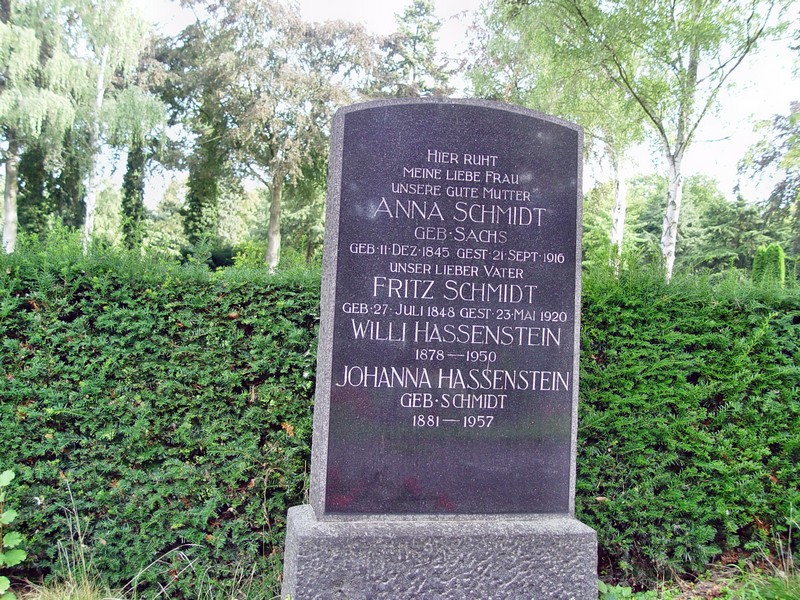 HIER RUHT
MEINE LIEBE FRAU
UNSERE GUTE MUTTER
ANNA SCHMIDT
GEB·SACHS
GEB·11·DEZ·1845 GEST·21·SEPT·1916
UNSER LIEBER VATER
FRITZ SCHMIDT
GEB·27·JULI 1848 GEST·23·MAI 1920
WILLI HASSENSTEIN
1878—1950
JOHANNA HASSENSTEIN
GEB·SCHMIDT
1881—1957